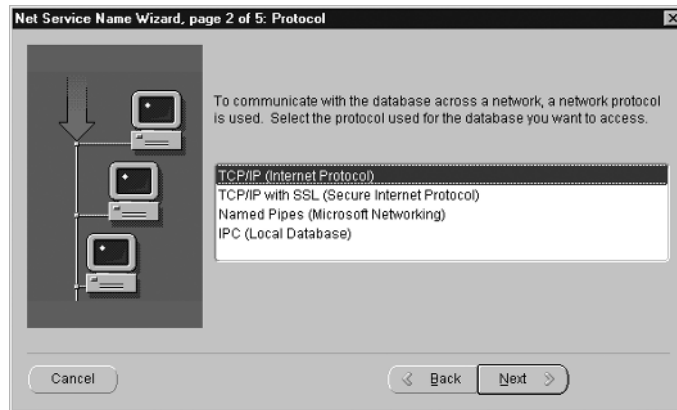 Net Service Name Wizard, page 2 of 5: Protocol
To communicate with the database across a network, a network protocol
is used. Select the protocol used for the database you want to access.
TCP/IP (Internet Protocol)
TCP/IP with SSL (Secure Internet Protocol)
Named Pipes (Microsoft Networking)
IPC (Local Database)
Cancel
Back
Next